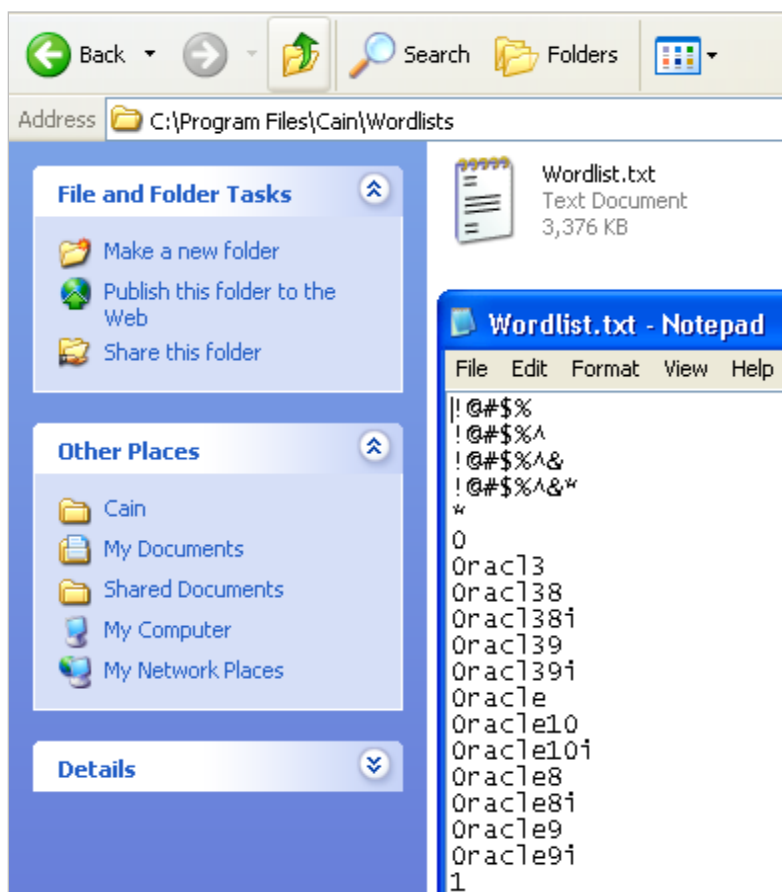 Back Search Folders
Address C:\Program Files\Cain\Wordlists
File and Folder Tasks
Make a new folder
Publish this folder to the
Web
Share this folder
Other Places
Cain
My Documents
Shared Documents
My Computer
My Network Places
Details
Wordlist.txt
Text Document
3,376 KB
Wordlist.txt - Notepad
File Edit Format View Help
!@#$%
!@#$%^
!@#$%^&
!@#$%^&*
*
0
0racl3
0racl38
0racl38i
0racl39
0racl39i
0racle
0racle10
0racle10i
0racle8
0racle8i
0racle9
0racle9i
1